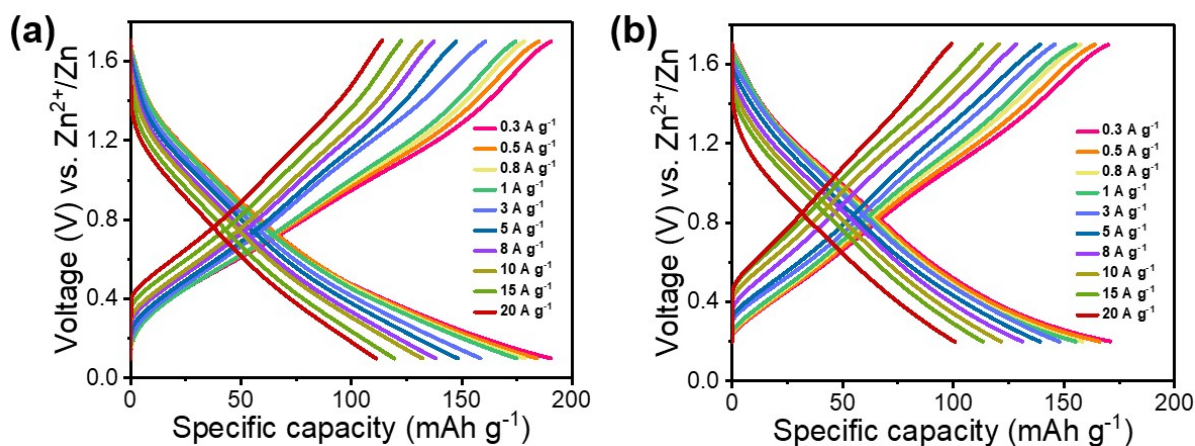 (a)
Voltage (V) vs. Zn²⁺/Zn
1.6
1.2
0.8
0.4
0.0
0.3 A g⁻¹
0.5 A g⁻¹
0.8 A g⁻¹
1 A g⁻¹
3 A g⁻¹
5 A g⁻¹
8 A g⁻¹
10 A g⁻¹
15 A g⁻¹
20 A g⁻¹
0 50 100 150 200
Specific capacity (mAh g⁻¹)
(b)
Voltage (V) vs. Zn²⁺/Zn
1.6
1.2
0.8
0.4
0.0
0.3 A g⁻¹
0.5 A g⁻¹
0.8 A g⁻¹
1 A g⁻¹
3 A g⁻¹
5 A g⁻¹
8 A g⁻¹
10 A g⁻¹
15 A g⁻¹
20 A g⁻¹
0 50 100 150 200
Specific capacity (mAh g⁻¹)